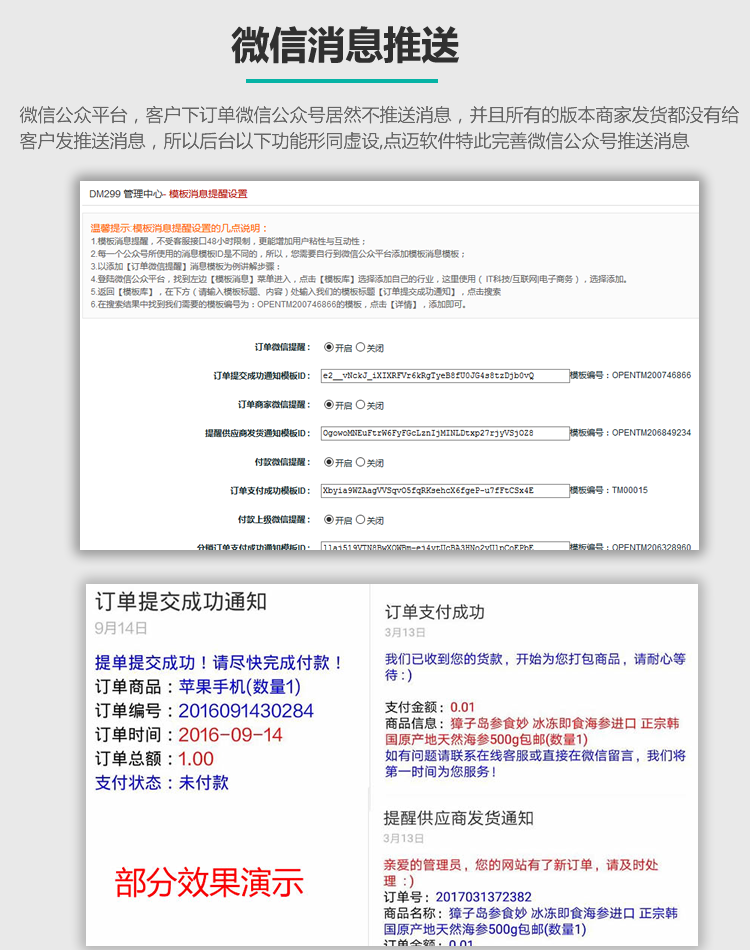 微信消息推送
微信公众平台，客户下订单微信公众号居然不推送消息，并且所有的版本商家发货都没有给
客户发推送消息，所以后台以下功能形同虚设,点迈软件特此完善微信公众号推送消息
DM299 管理中心- 模板消息提醒设置
温馨提示:模板消息提醒设置的几点说明：
1.模板消息提醒，不受客服接口48小时限制，更能增加用户粘性与互动性；
2.每一个公众号所使用的消息模板ID是不同的，所以，您需要自行到微信公众平台添加模板消息模板；
3.以添加【订单微信提醒】消息模板为例讲解步骤：
4.登陆微信公众平台，找到左边【模板消息】菜单进入，点击【模板库】选择添加自己的行业，这里使用（ IT科技/互联网|电子商务），选择添加。
5.返回【模板库】，在下方（请输入模板标题、内容）处输入我们的模板标题【订单提交成功通知】，点击搜索
6.在搜索结果中找到我们需要的模板编号为：OPENTM200746866的模板，点击【详情】，添加即可。
订单微信提醒： 开启 关闭
订单提交成功通知模板ID： e2__vNckJ_iXIXRFVr6kRgTyeB8fU0JG4s8tzDjb0vQ 模板编号：OPENTM200746866
订单商家微信提醒： 开启 关闭
提醒供应商发货通知模板ID： OgowoMNEuFtrW6FyFGcLznIjMINLDtxp27rjyVSjOZ8 模板编号：OPENTM206849234
付款微信提醒： 开启 关闭
订单支付成功模板ID： Xbyia9WZAagVVSqvO5fqRKsehcX6fgeP-u7fFtCSx4E 模板编号：TM00015
付款上级微信提醒： 开启 关闭
分销订单支付成功通知模板ID： 模板编号：OPENTM206328960
订单提交成功通知
9月14日
提单提交成功！请尽快完成付款！
订单商品：苹果手机(数量1)
订单编号：2016091430284
订单时间：2016-09-14
订单总额：1.00
支付状态：未付款
部分效果演示
订单支付成功
3月13日
我们已收到您的货款，开始为您打包商品，请耐心等
待 : )
支付金额：0.01
商品信息：獐子岛参食妙 冰冻即食海参进口 正宗韩
国原产地天然海参500g包邮(数量1)
如有问题请联系在线客服或直接在微信留言，我们将
第一时间为您服务！
提醒供应商发货通知
3月13日
亲爱的管理员，您的网站有了新订单，请及时处
理 : )
订单号：2017031372382
商品名称：獐子岛参食妙 冰冻即食海参进口 正宗韩
国原产地天然海参500g包邮(数量1)
订单金额：0.01